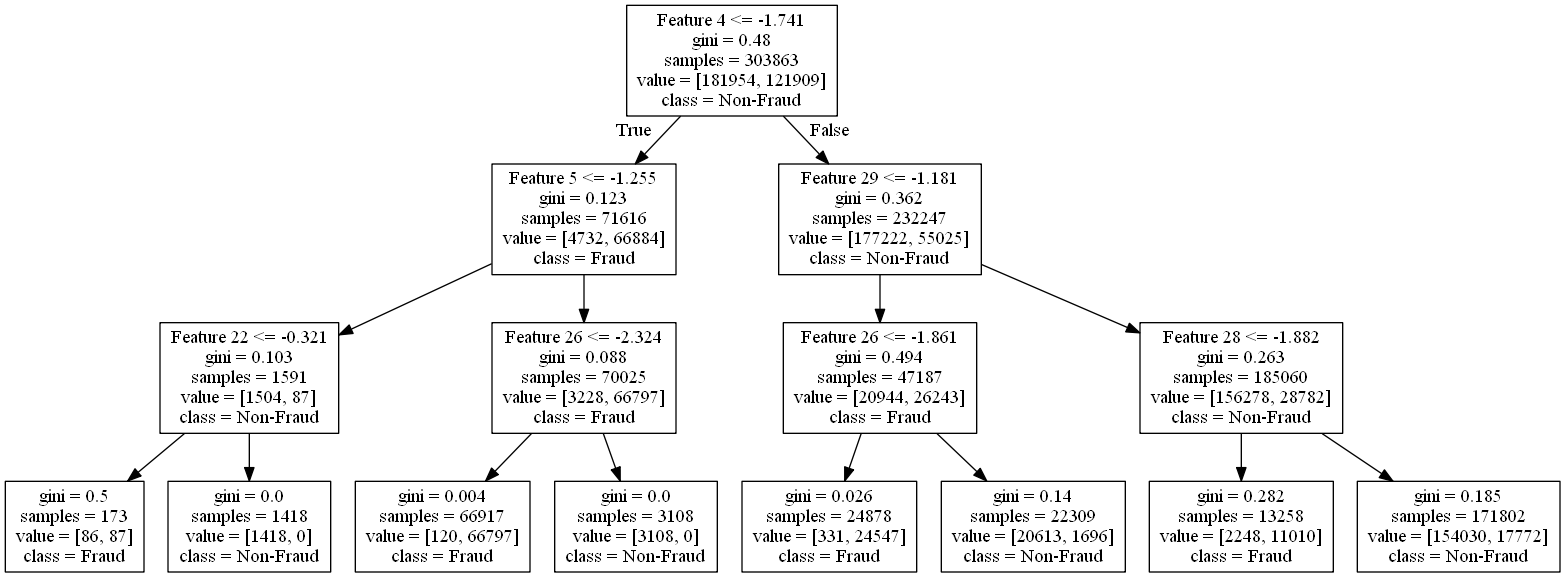 Feature 4 <= -1.741
gini = 0.48
samples = 303863
value = [181954, 121909]
class = Non-Fraud
True
False
Feature 5 <= -1.255
gini = 0.123
samples = 71616
value = [4732, 66884]
class = Fraud
Feature 29 <= -1.181
gini = 0.362
samples = 232247
value = [177222, 55025]
class = Non-Fraud
Feature 22 <= -0.321
gini = 0.103
samples = 1591
value = [1504, 87]
class = Non-Fraud
Feature 26 <= -2.324
gini = 0.088
samples = 70025
value = [3228, 66797]
class = Fraud
Feature 26 <= -1.861
gini = 0.494
samples = 47187
value = [20944, 26243]
class = Fraud
Feature 28 <= -1.882
gini = 0.263
samples = 185060
value = [156278, 28782]
class = Non-Fraud
gini = 0.5
samples = 173
value = [86, 87]
class = Fraud
gini = 0.0
samples = 1418
value = [1418, 0]
class = Non-Fraud
gini = 0.004
samples = 66917
value = [120, 66797]
class = Fraud
gini = 0.0
samples = 3108
value = [3108, 0]
class = Non-Fraud
gini = 0.026
samples = 24878
value = [331, 24547]
class = Fraud
gini = 0.14
samples = 22309
value = [20613, 1696]
class = Non-Fraud
gini = 0.282
samples = 13258
value = [2248, 11010]
class = Fraud
gini = 0.185
samples = 171802
value = [154030, 17772]
class = Non-Fraud